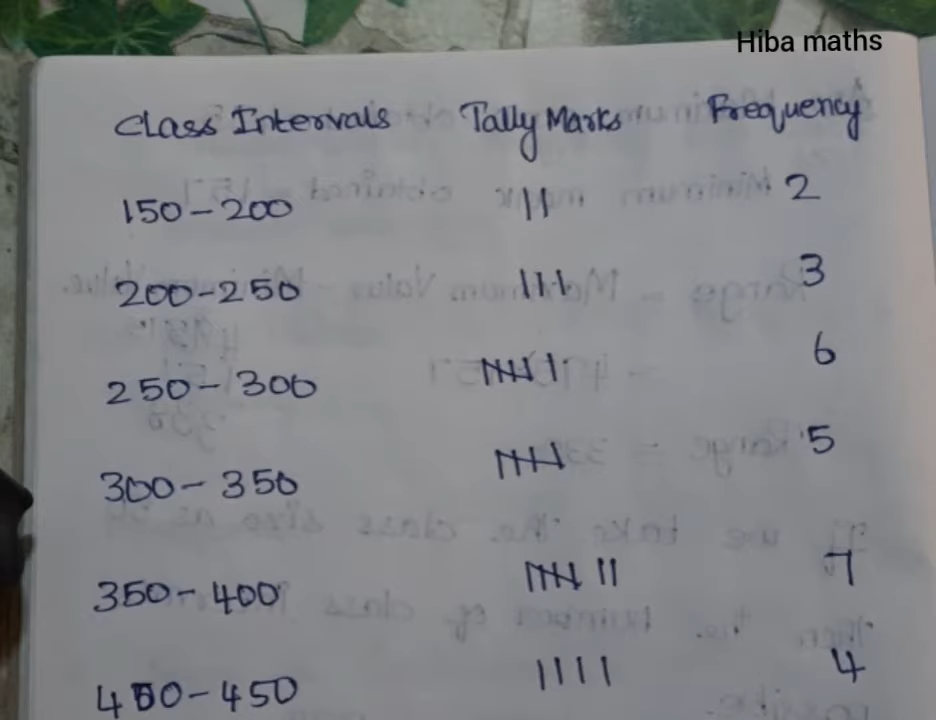 Hiba maths
Class Intervals Tally Marks Frequency
150-200 || 2
200-250 ||| 3
250-300 𝍸 | 6
300-350 𝍸 5
350-400 𝍸 || 7
400-450 |||| 4